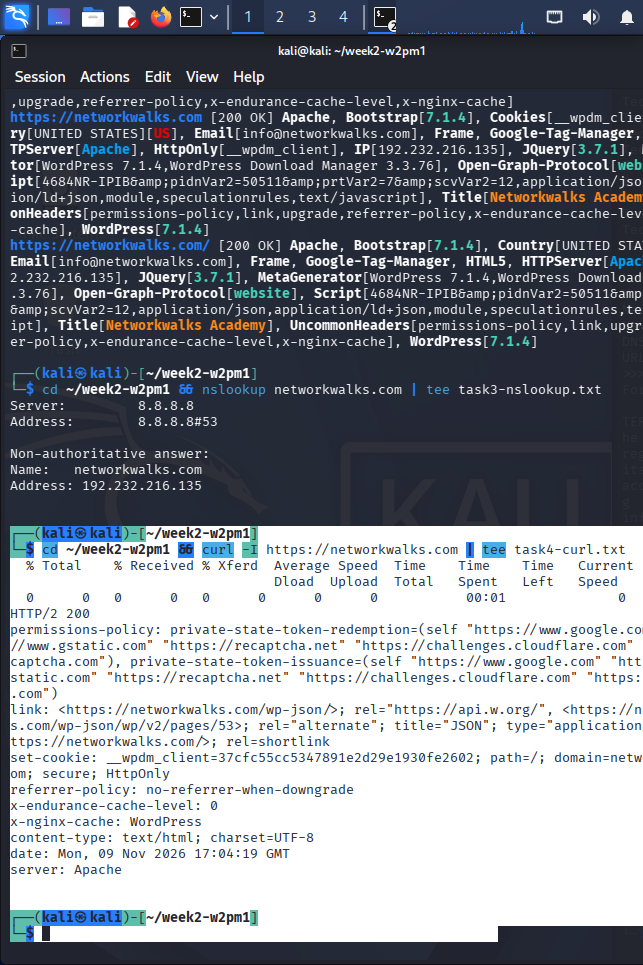 1 2 3 4
2
kali@kali: ~/week2-w2pm1
Session Actions Edit View Help
,upgrade,referrer-policy,x-endurance-cache-level,x-nginx-cache]
https://networkwalks.com [200 OK] Apache, Bootstrap[7.1.4], Cookies[__wpdm_clie
ry[UNITED STATES][US], Email[info@networkwalks.com], Frame, Google-Tag-Manager,
TPServer[Apache], HttpOnly[__wpdm_client], IP[192.232.216.135], JQuery[3.7.1],
tor[WordPress 7.1.4,WordPress Download Manager 3.3.76], Open-Graph-Protocol[web
ipt[4684NR-IPIB&amp;pidnVar2=50511&amp;prtVar2=7&amp;scvVar2=12,application/jso
ion/ld+json,module,speculationrules,text/javascript], Title[Networkwalks Academ
onHeaders[permissions-policy,link,upgrade,referrer-policy,x-endurance-cache-lev
-cache], WordPress[7.1.4]
https://networkwalks.com/ [200 OK] Apache, Bootstrap[7.1.4], Country[UNITED STA
Email[info@networkwalks.com], Frame, Google-Tag-Manager, HTML5, HTTPServer[Apac
2.232.216.135], JQuery[3.7.1], MetaGenerator[WordPress 7.1.4,WordPress Download
.3.76], Open-Graph-Protocol[website], Script[4684NR-IPIB&amp;pidnVar2=50511&amp
&amp;scvVar2=12,application/json,application/ld+json,module,speculationrules,te
ipt], Title[Networkwalks Academy], UncommonHeaders[permissions-policy,link,upgr
er-policy,x-endurance-cache-level,x-nginx-cache], WordPress[7.1.4]
┌──(kali㉿kali)-[~/week2-w2pm1]
└─$ cd ~/week2-w2pm1 && nslookup networkwalks.com | tee task3-nslookup.txt
Server: 8.8.8.8
Address: 8.8.8.8#53
Non-authoritative answer:
Name: networkwalks.com
Address: 192.232.216.135
KALI
┌──(kali㉿kali)-[~/week2-w2pm1]
└─$ cd ~/week2-w2pm1 && curl -I https://networkwalks.com | tee task4-curl.txt
% Total % Received % Xferd Average Speed Time Time Time Current
Dload Upload Total Spent Left Speed
0 0 0 0 0 0 0 0 00:01 0
HTTP/2 200
permissions-policy: private-state-token-redemption=(self "https://www.google.co
//www.gstatic.com" "https://recaptcha.net" "https://challenges.cloudflare.com"
captcha.com"), private-state-token-issuance=(self "https://www.google.com" "htt
static.com" "https://recaptcha.net" "https://challenges.cloudflare.com" "https:
.com")
link: <https://networkwalks.com/wp-json/>; rel="https://api.w.org/", <https://n
s.com/wp-json/wp/v2/pages/53>; rel="alternate"; title="JSON"; type="application
ttps://networkwalks.com/>; rel=shortlink
set-cookie: __wpdm_client=37cfc55cc5347891e2d29e1930fe2602; path=/; domain=netw
om; secure; HttpOnly
referrer-policy: no-referrer-when-downgrade
x-endurance-cache-level: 0
x-nginx-cache: WordPress
content-type: text/html; charset=UTF-8
date: Mon, 09 Nov 2026 17:04:19 GMT
server: Apache
┌──(kali㉿kali)-[~/week2-w2pm1]
└─$